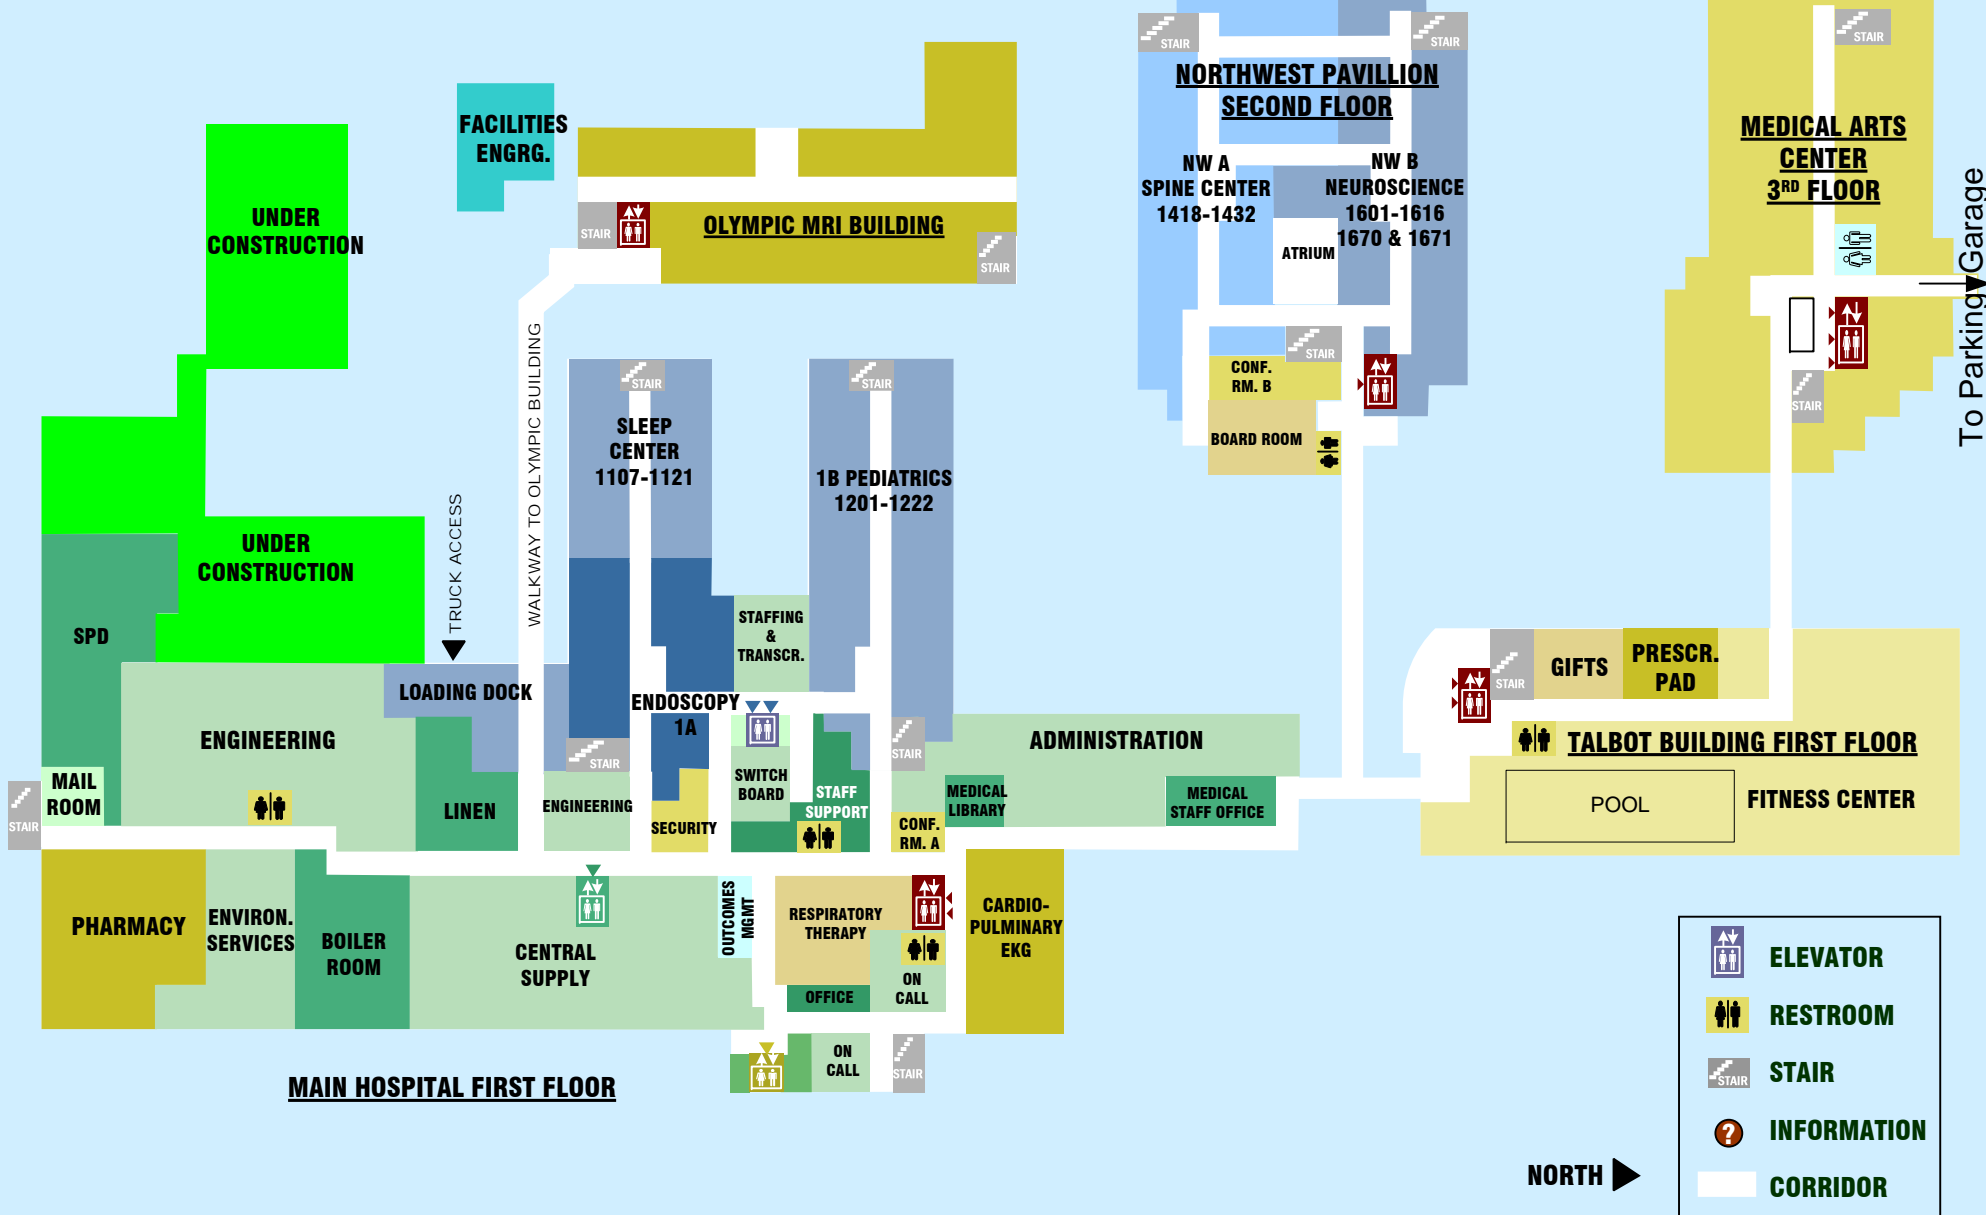 STAIR
STAIR
STAIR
NORTHWEST PAVILLION
SECOND FLOOR
NW A
SPINE CENTER
1418-1432
NW B
NEUROSCIENCE
1601-1616
1670 & 1671
ATRIUM
STAIR
CONF.
RM. B
BOARD ROOM
MEDICAL ARTS
CENTER
3RD FLOOR
To Parking Garage
STAIR
FACILITIES
ENGRG.
UNDER
CONSTRUCTION
STAIR
OLYMPIC MRI BUILDING
STAIR
WALKWAY TO OLYMPIC BUILDING
TRUCK ACCESS
STAIR
SLEEP
CENTER
1107-1121
STAIR
1B PEDIATRICS
1201-1222
UNDER
CONSTRUCTION
SPD
STAFFING
&
TRANSCR.
LOADING DOCK
ENDOSCOPY
1A
ENGINEERING
STAIR
STAIR
ADMINISTRATION
MAIL
ROOM
STAIR
LINEN
ENGINEERING
SECURITY
SWITCH
BOARD
STAFF
SUPPORT
CONF.
RM. A
MEDICAL
LIBRARY
MEDICAL
STAFF OFFICE
STAIR
GIFTS
PRESCR.
PAD
TALBOT BUILDING FIRST FLOOR
POOL
FITNESS CENTER
PHARMACY
ENVIRON.
SERVICES
BOILER
ROOM
CENTRAL
SUPPLY
OUTCOMES
MGMT
RESPIRATORY
THERAPY
OFFICE
ON
CALL
CARDIO-
PULMINARY
EKG
ON
CALL
STAIR
MAIN HOSPITAL FIRST FLOOR
NORTH
ELEVATOR
RESTROOM
STAIR
STAIR
?
INFORMATION
CORRIDOR